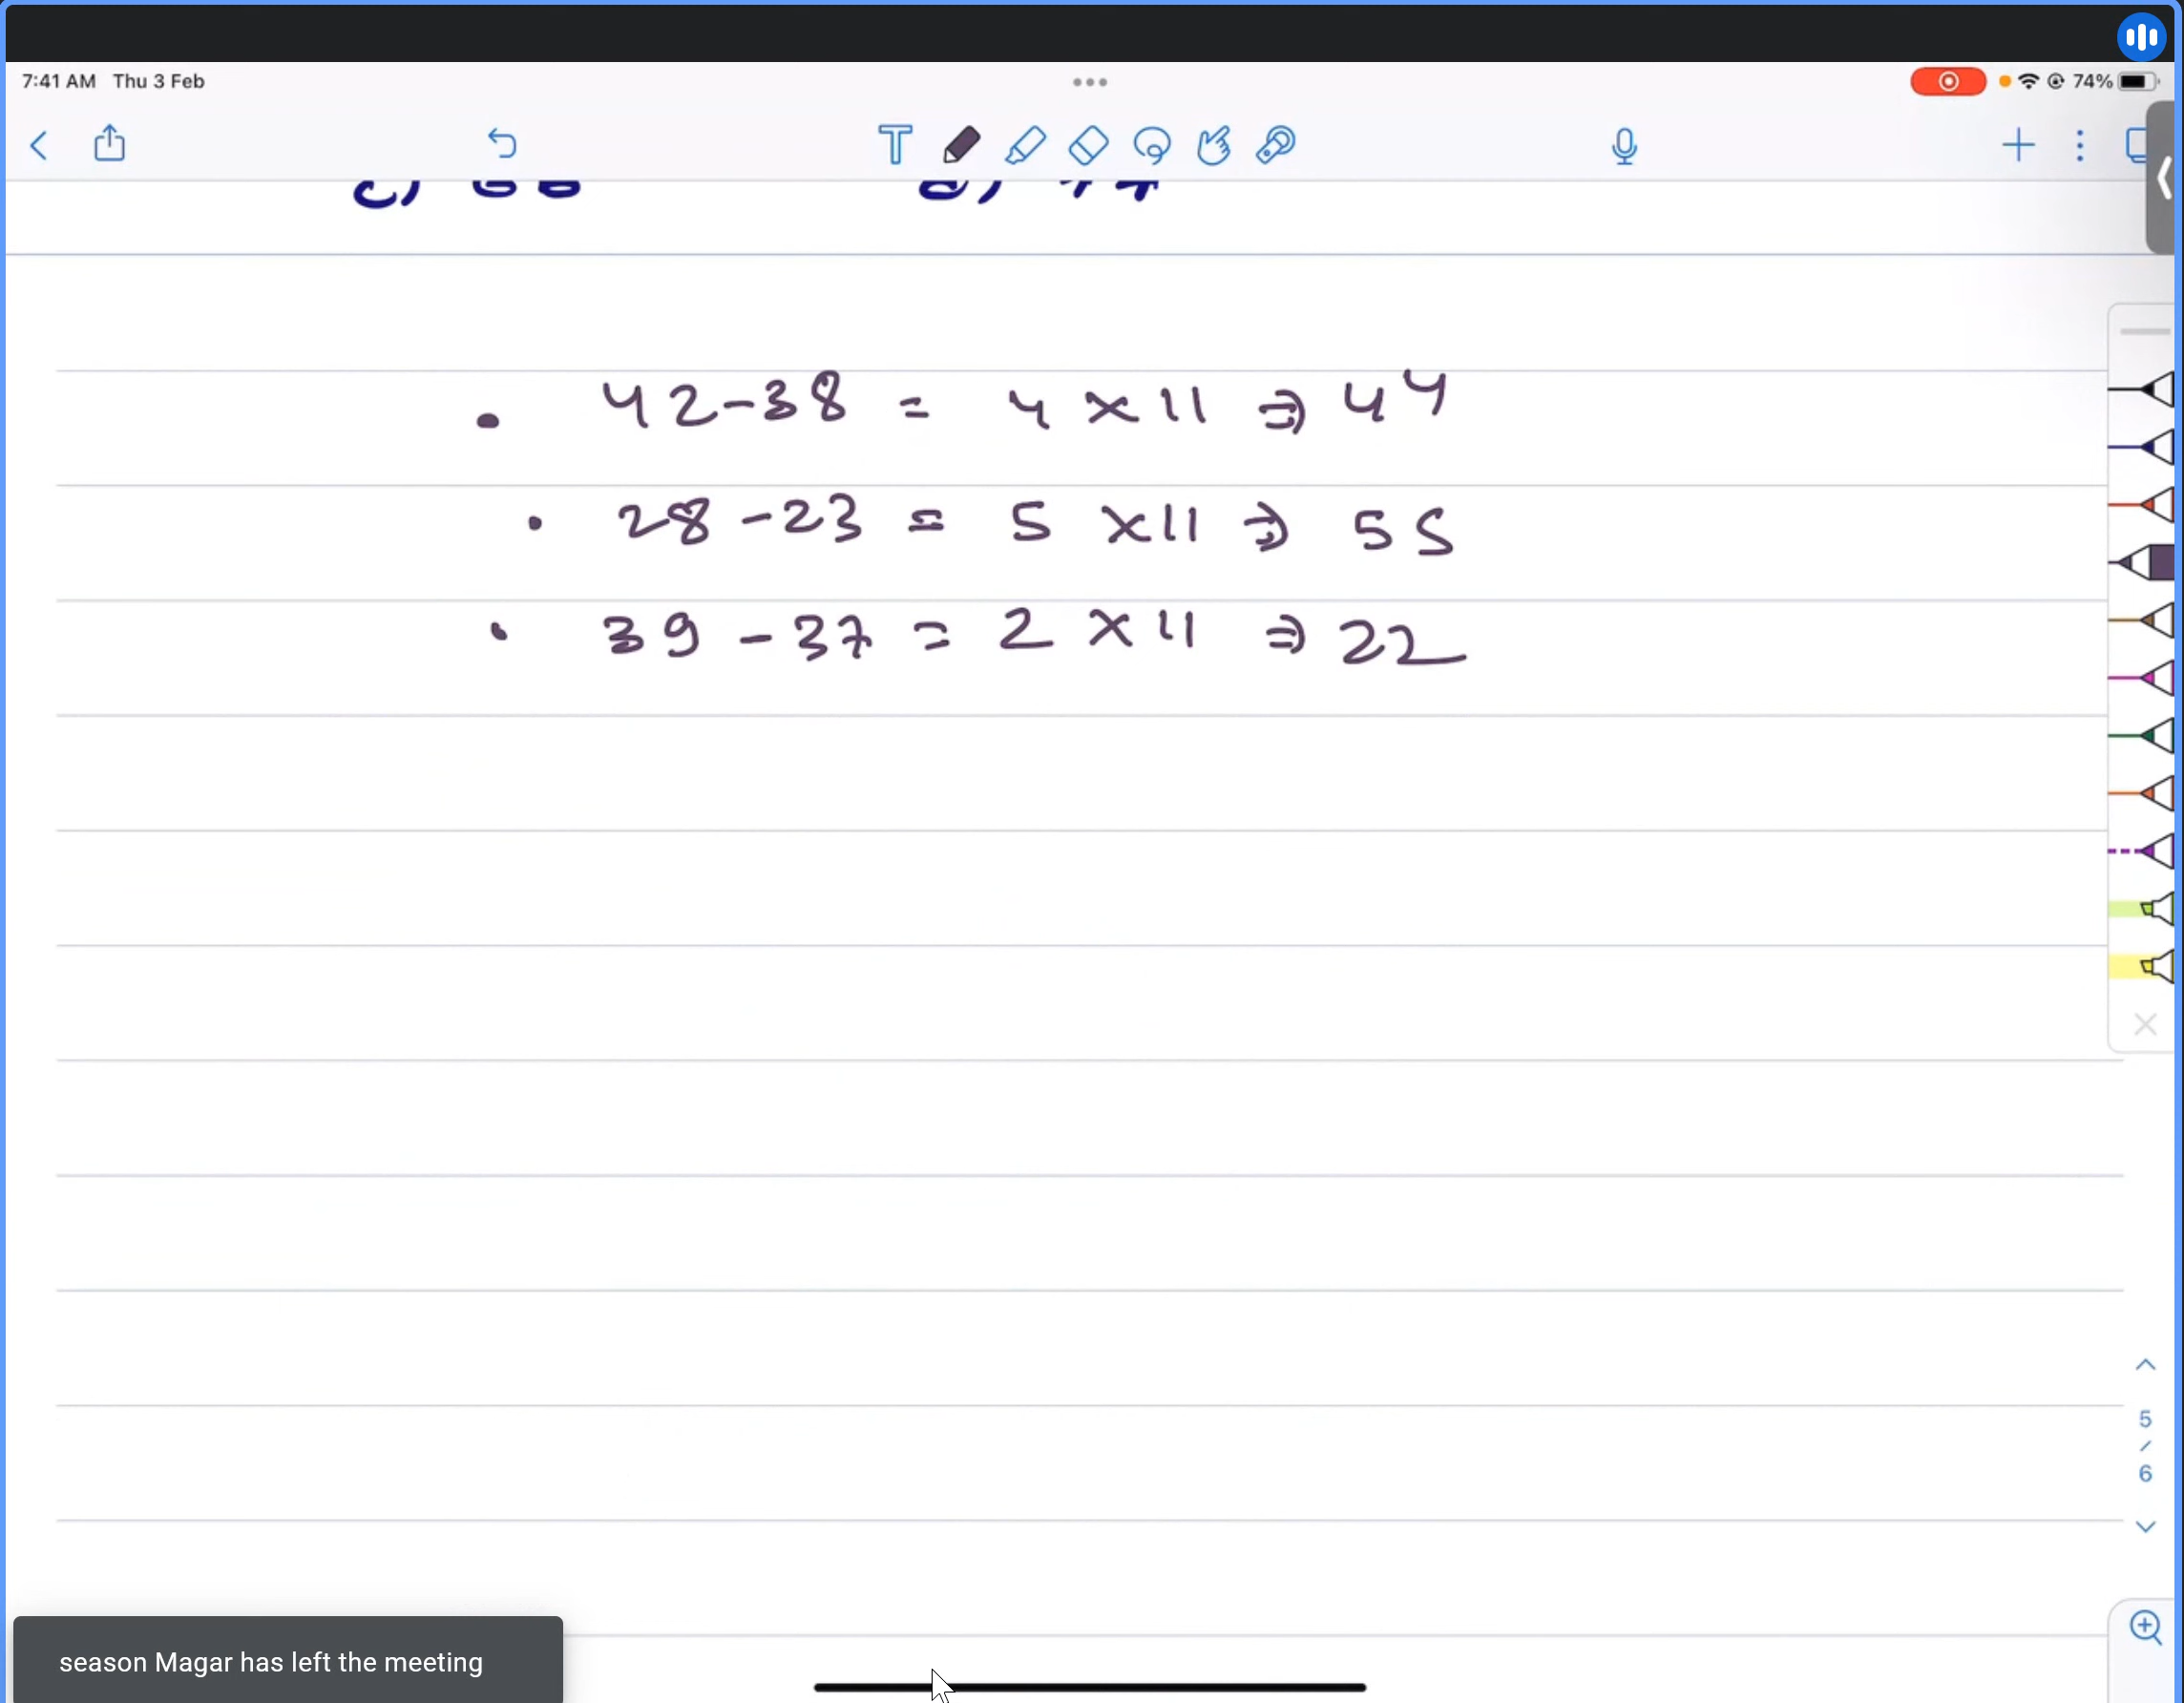 7:41 AM Thu 3 Feb
74%
• 42-38 = 4 × 11 ⇒ 44
• 28-23 = 5 × 11 ⇒ 55
• 39-37 = 2 × 11 ⇒ 22
5
/
6
season Magar has left the meeting